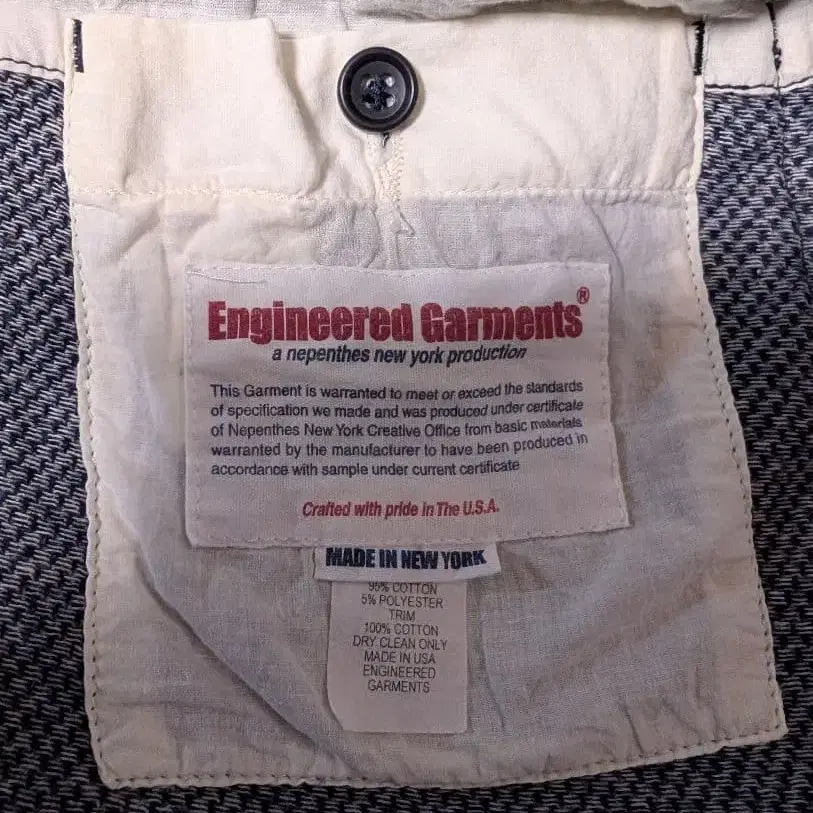 Engineered Garments®
a nepenthes new york production
This Garment is warranted to meet or exceed the standards
of specification we made and was produced under certificate
of Nepenthes New York Creative Office from basic materials
warranted by the manufacturer to have been produced in
accordance with sample under current certificate
Crafted with pride in The U.S.A.
MADE IN NEW YORK
95% COTTON
5% POLYESTER
TRIM
100% COTTON
DRY CLEAN ONLY
MADE IN USA
ENGINEERED
GARMENTS